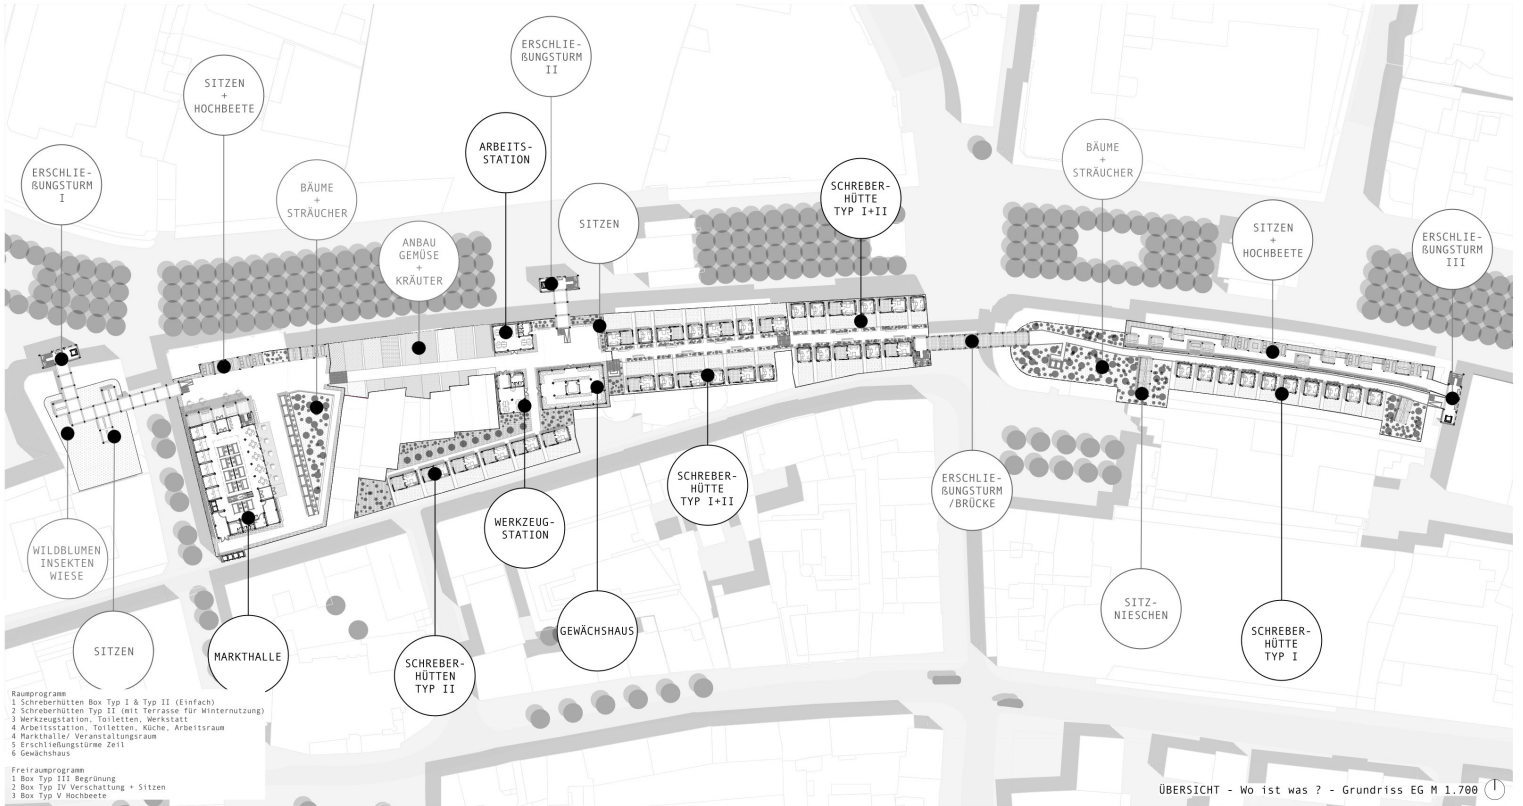 ERSCHLIE-
ßUNGSTURM
II
SITZEN
+
HOCHBEETE
ARBEITS-
STATION
ERSCHLIE-
ßUNGSTURM
I
BÄUME
+
STRÄUCHER
SITZEN
SCHREBER-
HÜTTE
TYP I+II
BÄUME
+
STRÄUCHER
ANBAU
GEMÜSE
+
KRÄUTER
SITZEN
+
HOCHBEETE
ERSCHLIE-
ßUNGSTURM
III
WILDBLUMEN
INSEKTEN
WIESE
SITZEN
MARKTHALLE
SCHREBER-
HÜTTEN
TYP II
WERKZEUG-
STATION
GEWÄCHSHAUS
SCHREBER-
HÜTTE
TYP I+II
ERSCHLIE-
ßUNGSTURM
/BRÜCKE
SITZ-
NIESCHEN
SCHREBER-
HÜTTE
TYP I
Raumprogramm
1 Schreberhütten Box Typ I & Typ II (Einfach)
2 Schreberhütten Typ II (mit Terrasse für Winternutzung)
3 Werkzeugstation, Toiletten, Werkstatt
4 Arbeitsstation, Toiletten, Küche, Arbeitsraum
4 Markthalle/ Veranstaltungsraum
5 Erschließungstürme Zeil
6 Gewächshaus
Freiraumprogramm
1 Box Typ III Begrünung
2 Box Typ IV Verschattung + Sitzen
3 Box Typ V Hochbeete
ÜBERSICHT - Wo ist was ? - Grundriss EG M 1.700